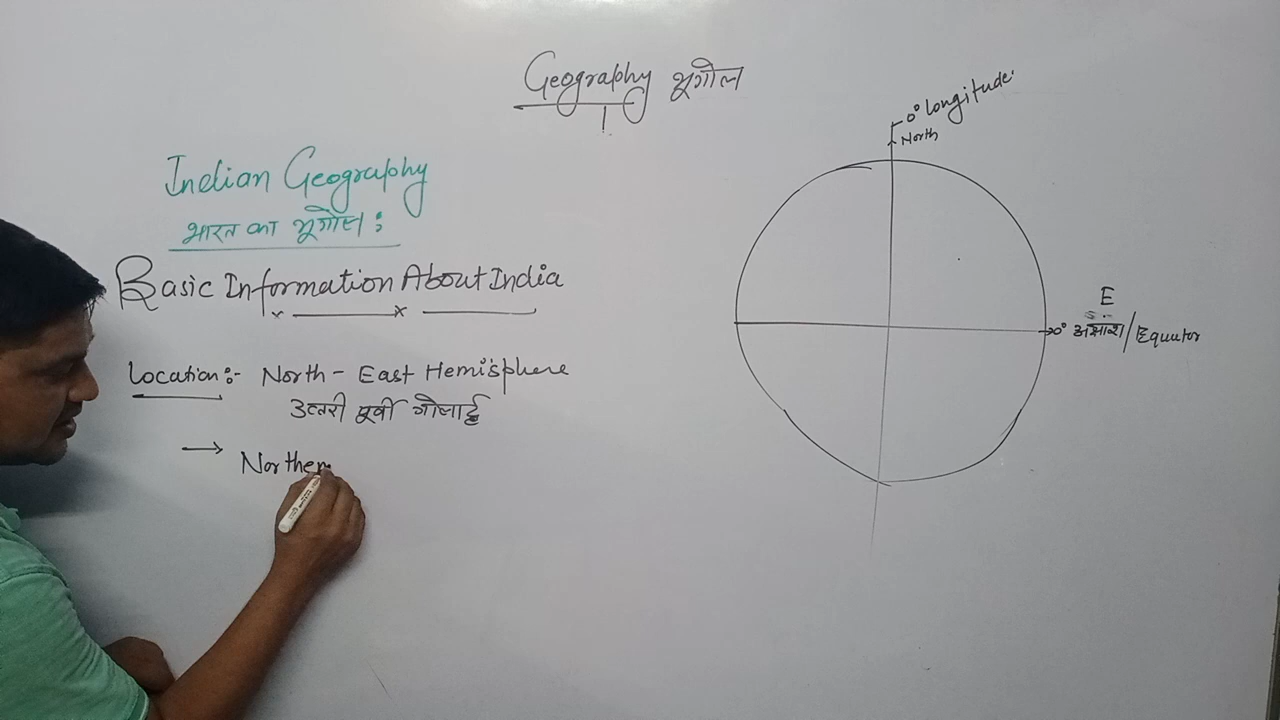 Geography भूगोल
Indian Geography
भारत का भूगोल :
Basic Information About India
Location:- North - East Hemisphere
उत्तरी पूर्वी गोलार्द्ध
→ Northern
0° longitude
North
E
0° अक्षांश / Equator